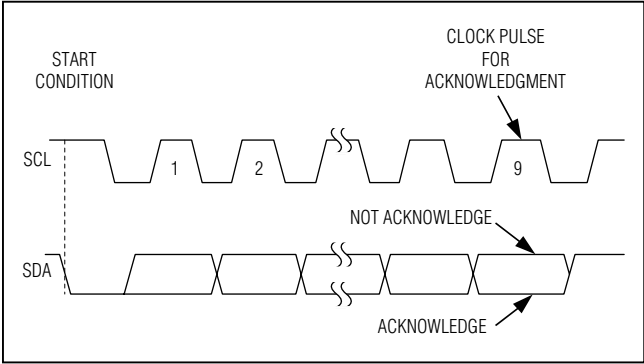 START
CONDITION
CLOCK PULSE
FOR
ACKNOWLEDGMENT
SCL
1
2
9
NOT ACKNOWLEDGE
SDA
ACKNOWLEDGE